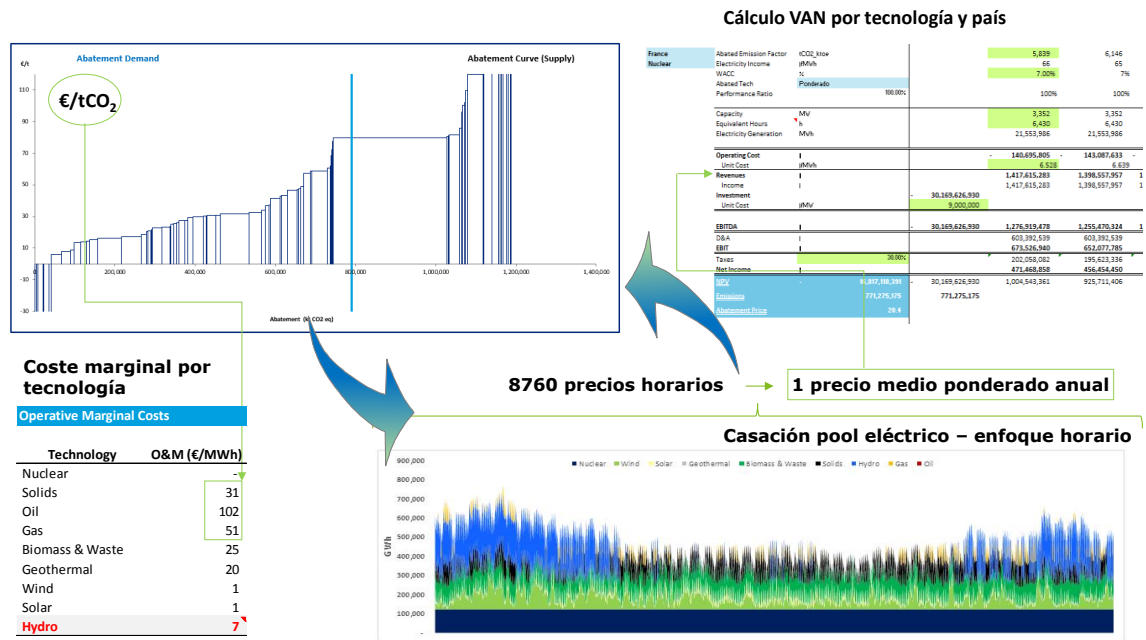 Cálculo VAN por tecnología y país
Abatement Demand
Abatement Curve (Supply)
€/t
€/tCO2
110
90
70
50
30
10
-10
-30
0
200,000
400,000
600,000
800,000
1,000,000
1,200,000
1,400,000
Abatement (kt CO2 eq)
France Abated Emission Factor tCO2_ktoe 5,839 6,146
Nuclear Electricity Income 66 65
WACC % 7.00% 7%
Abated Tech Ponderado
Performance Ratio 100.00% 100% 100%
Capacity MW 3,352 3,352
Equivalent Hours h 6,430 6,430
Electricity Generation MWh 21,553,986 21,553,986
Operating Cost - 140,695,805 - 143,087,633 -
Unit Cost 6.528 6.639
Revenues 1,417,615,283 1,398,557,957 1
Income 1,417,615,283 1,398,557,957 1
Investment - 30,169,626,930
Unit Cost 9,000,000
EBITDA - 30,169,626,930 1,276,919,478 1,255,470,324 1
D&A 603,392,539 603,392,539
EBIT 673,526,940 652,077,785
Taxes 30.00% 202,058,082 195,623,336
Net Income 471,468,858 456,454,450
NPV - - 30,169,626,930 1,004,543,361 925,711,406
Emissions 771,275,175 771,275,175
Abatement Price 20.6
8760 precios horarios
1 precio medio ponderado anual
Coste marginal por
tecnología
Operative Marginal Costs
Technology O&M (€/MWh)
Nuclear -
Solids 31
Oil 102
Gas 51
Biomass & Waste 25
Geothermal 20
Wind 1
Solar 1
Hydro 7
Casación pool eléctrico – enfoque horario
Nuclear Wind Solar Geothermal Biomass & Waste Solids Hydro Gas Oil
GWh
900,000
800,000
700,000
600,000
500,000
400,000
300,000
200,000
100,000
-